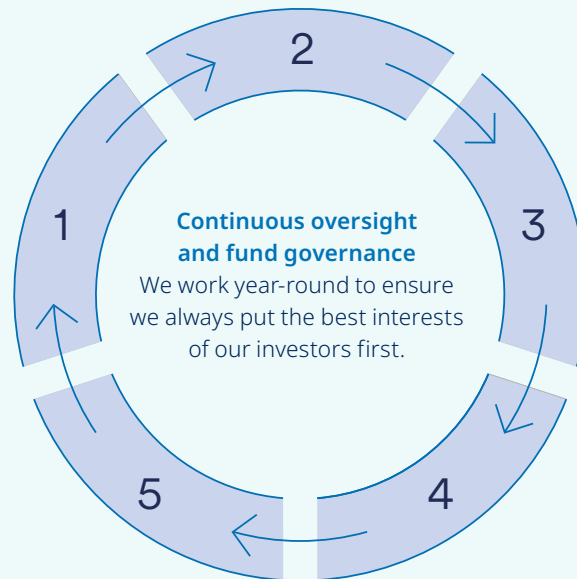 2
1
3
Continuous oversight
and fund governance
We work year-round to ensure
we always put the best interests
of our investors first.
5
4